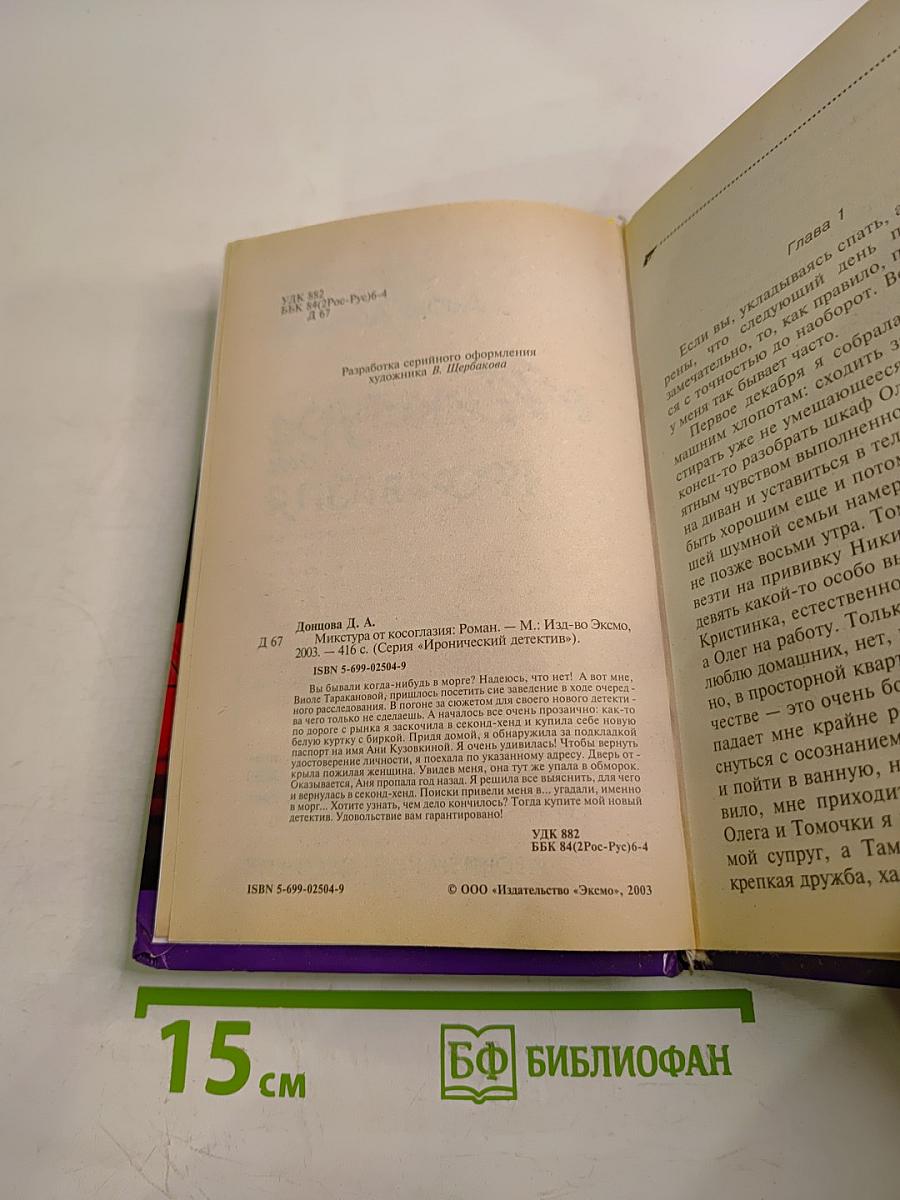 УДК 882
ББК 84(2Рос-Рус)6-4
Д 67
Разработка серийного оформления
художника В. Щербакова
Донцова Д. А.
Д 67 Микстура от косоглазия: Роман. — М.: Изд-во Эксмо,
2003. — 416 с. (Серия «Иронический детектив»).
ISBN 5-699-02504-9
Вы бывали когда-нибудь в морге? Надеюсь, что нет! А вот мне,
Виоле Таракановой, пришлось посетить сие заведение в ходе очеред-
ного расследования. В погоне за сюжетом для своего нового детекти-
ва чего только не сделаешь. А началось все очень прозаично: как-то
по дороге с рынка я заскочила в секонд-хенд и купила себе новую
белую куртку с биркой. Придя домой, я обнаружила за подкладкой
паспорт на имя Ани Кузовкиной. Я очень удивилась! Чтобы вернуть
удостоверение личности, я поехала по указанному адресу. Дверь от-
крыла пожилая женщина. Увидев меня, она тут же упала в обморок.
Оказывается, Аня пропала год назад. Я решила все выяснить, для чего
и вернулась в секонд-хенд. Поиски привели меня в... угадали, именно
в морг... Хотите узнать, чем дело кончилось? Тогда купите мой новый
детектив. Удовольствие вам гарантировано!
УДК 882
ББК 84(2Рос-Рус)6-4
ISBN 5-699-02504-9
© ООО «Издательство «Эксмо», 2003
Глава 1
Если вы, укладываясь спать,
рены, что следующий день
замечательно, то, как правило,
ся с точностью до наоборот.
у меня так бывает часто.
Первое декабря я собрала
машним хлопотам: сходить
стирать уже не умещающееся
конец-то разобрать шкаф
ятным чувством выполненно
на диван и уставиться в тел
быть хорошим еще и потом
шей шумной семьи намер
не позже восьми утра.
везти на прививку Ники
девять какой-то особо
Кристинка, естественно
а Олег на работу. Тольк
люблю домашних, нет,
но, в просторной кварт
честве — это очень бо
падает мне крайне р
снуться с осознанием
и пойти в ванную, н
вило, мне приходит
Олега и Томочки я
мой супруг, а Там
крепкая дружба, ха
15 см
БФ БИБЛИОФАН